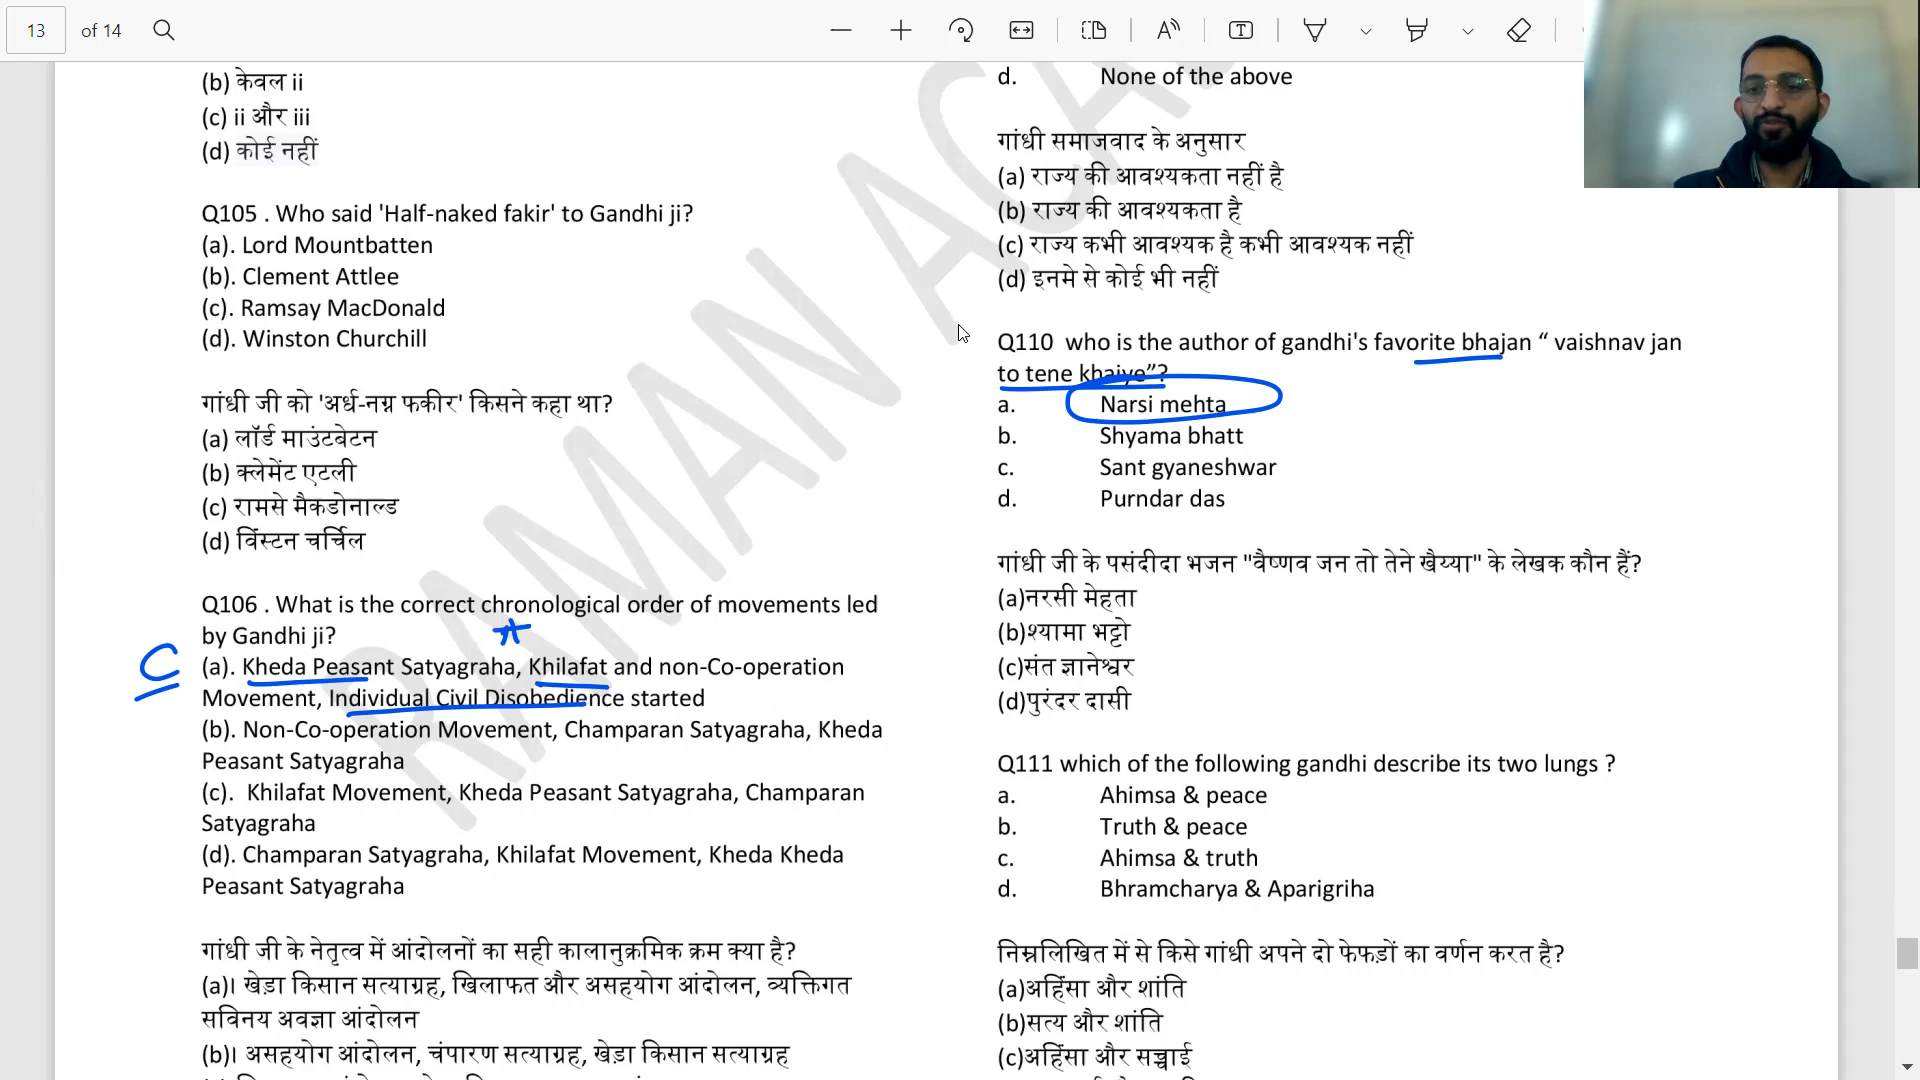 13 of 14
(b) केवल ii
(c) ii और iii
(d) कोई नहीं
Q105 . Who said 'Half-naked fakir' to Gandhi ji?
(a). Lord Mountbatten
(b). Clement Attlee
(c). Ramsay MacDonald
(d). Winston Churchill
गांधी जी को 'अर्ध-नग्न फकीर' किसने कहा था?
(a) लॉर्ड माउंटबेटन
(b) क्लेमेंट एटली
(c) रामसे मैकडोनाल्ड
(d) विंस्टन चर्चिल
Q106 . What is the correct chronological order of movements led
by Gandhi ji?
(a). Kheda Peasant Satyagraha, Khilafat and non-Co-operation
Movement, Individual Civil Disobedience started
(b). Non-Co-operation Movement, Champaran Satyagraha, Kheda
Peasant Satyagraha
(c).  Khilafat Movement, Kheda Peasant Satyagraha, Champaran
Satyagraha
(d). Champaran Satyagraha, Khilafat Movement, Kheda Kheda
Peasant Satyagraha
गांधी जी के नेतृत्व में आंदोलनों का सही कालानुक्रमिक क्रम क्या है?
(a)। खेड़ा किसान सत्याग्रह, खिलाफत और असहयोग आंदोलन, व्यक्तिगत
सविनय अवज्ञा आंदोलन
(b)। असहयोग आंदोलन, चंपारण सत्याग्रह, खेड़ा किसान सत्याग्रह
d. None of the above
गांधी समाजवाद के अनुसार
(a) राज्य की आवश्यकता नहीं है
(b) राज्य की आवश्यकता है
(c) राज्य कभी आवश्यक है कभी आवश्यक नहीं
(d) इनमे से कोई भी नहीं
Q110  who is the author of gandhi's favorite bhajan “ vaishnav jan
to tene khaiye”?
a. Narsi mehta
b. Shyama bhatt
c. Sant gyaneshwar
d. Purndar das
गांधी जी के पसंदीदा भजन "वैष्णव जन तो तेने खैय्या" के लेखक कौन हैं?
(a)नरसी मेहता
(b)श्यामा भट्टो
(c)संत ज्ञानेश्वर
(d)पुरंदर दासी
Q111 which of the following gandhi describe its two lungs ?
a. Ahimsa & peace
b. Truth & peace
c. Ahimsa & truth
d. Bhramcharya & Aparigriha
निम्नलिखित में से किसे गांधी अपने दो फेफड़ों का वर्णन करत है?
(a)अहिंसा और शांति
(b)सत्य और शांति
(c)अहिंसा और सच्चाई
RAMAN ACA